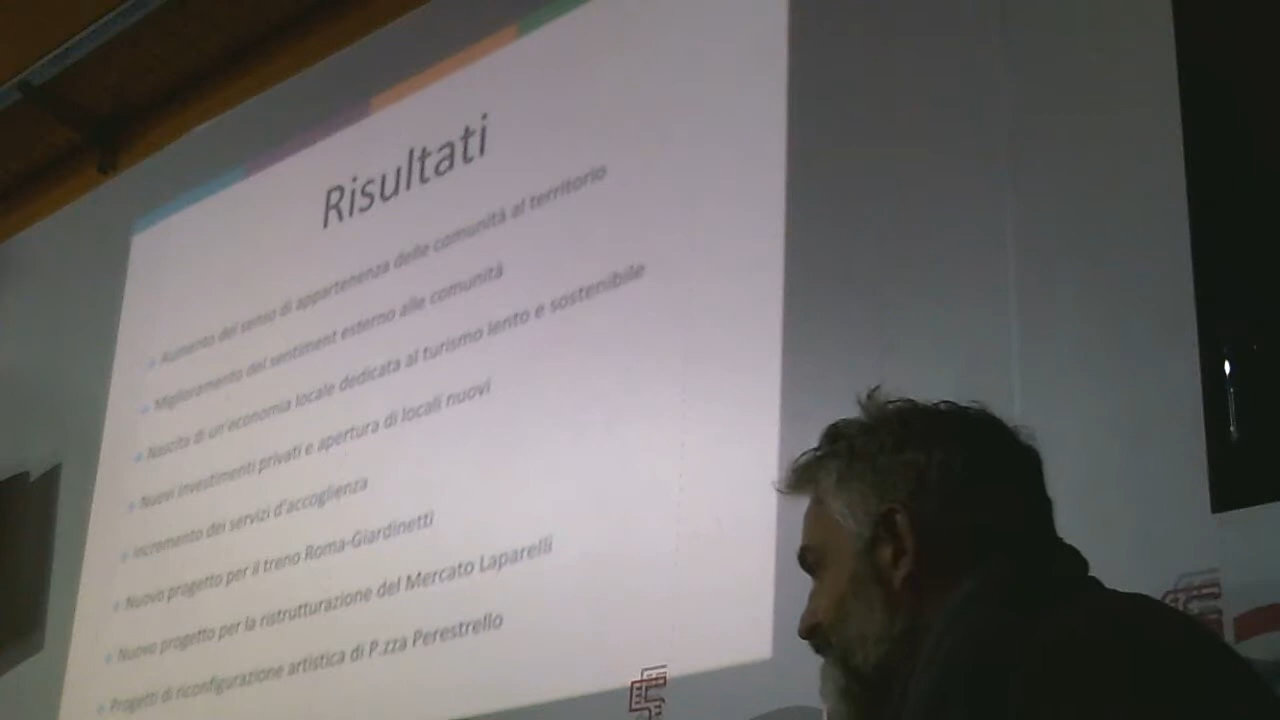 Risultati
Aumento del senso di appartenenza delle comunità al territorio
Miglioramento del sentiment esterno alle comunità
Nascita di un'economia locale dedicata al turismo lento e sostenibile
Nuovi investimenti privati e apertura di locali nuovi
Incremento dei servizi d'accoglienza
Nuovo progetto per il treno Roma-Giardinetti
Nuovo progetto per la ristrutturazione del Mercato Laparelli
Progetti di riconfigurazione artistica di P.zza Perestrello